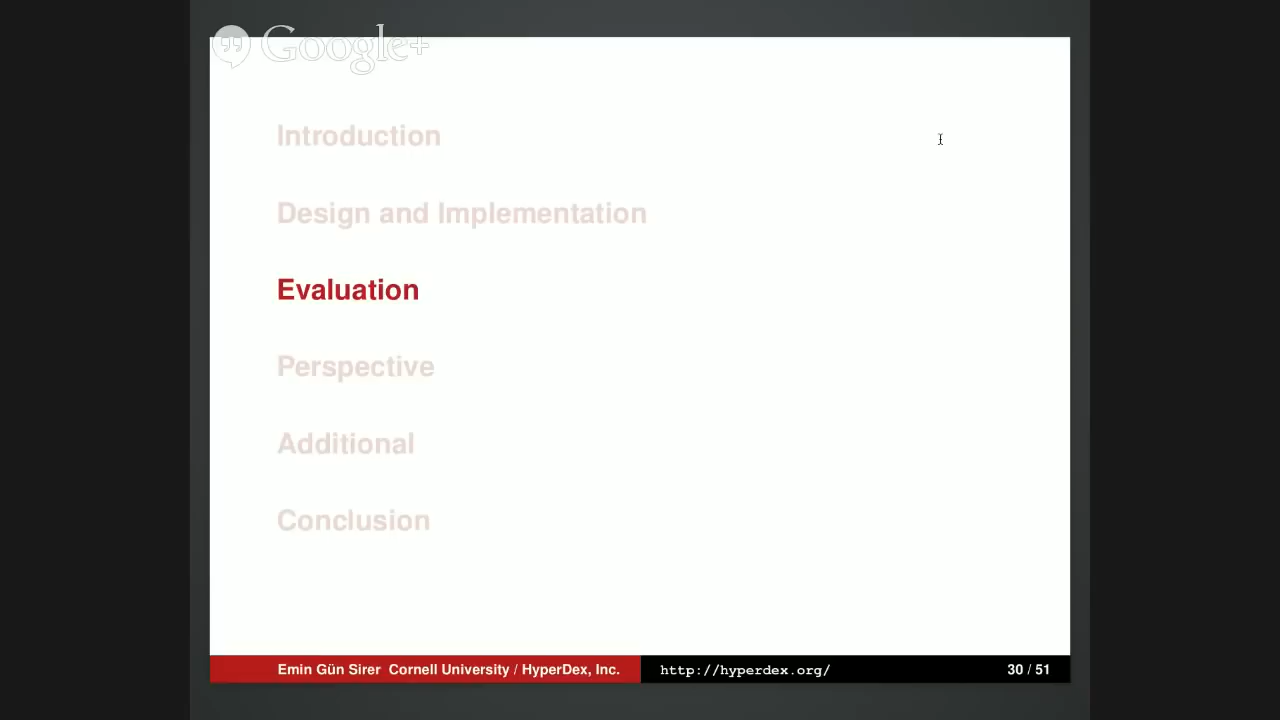 Google+
Introduction
Design and Implementation
Evaluation
Perspective
Additional
Conclusion
Emin Gün Sirer Cornell University / HyperDex, Inc. http://hyperdex.org/ 30 / 51